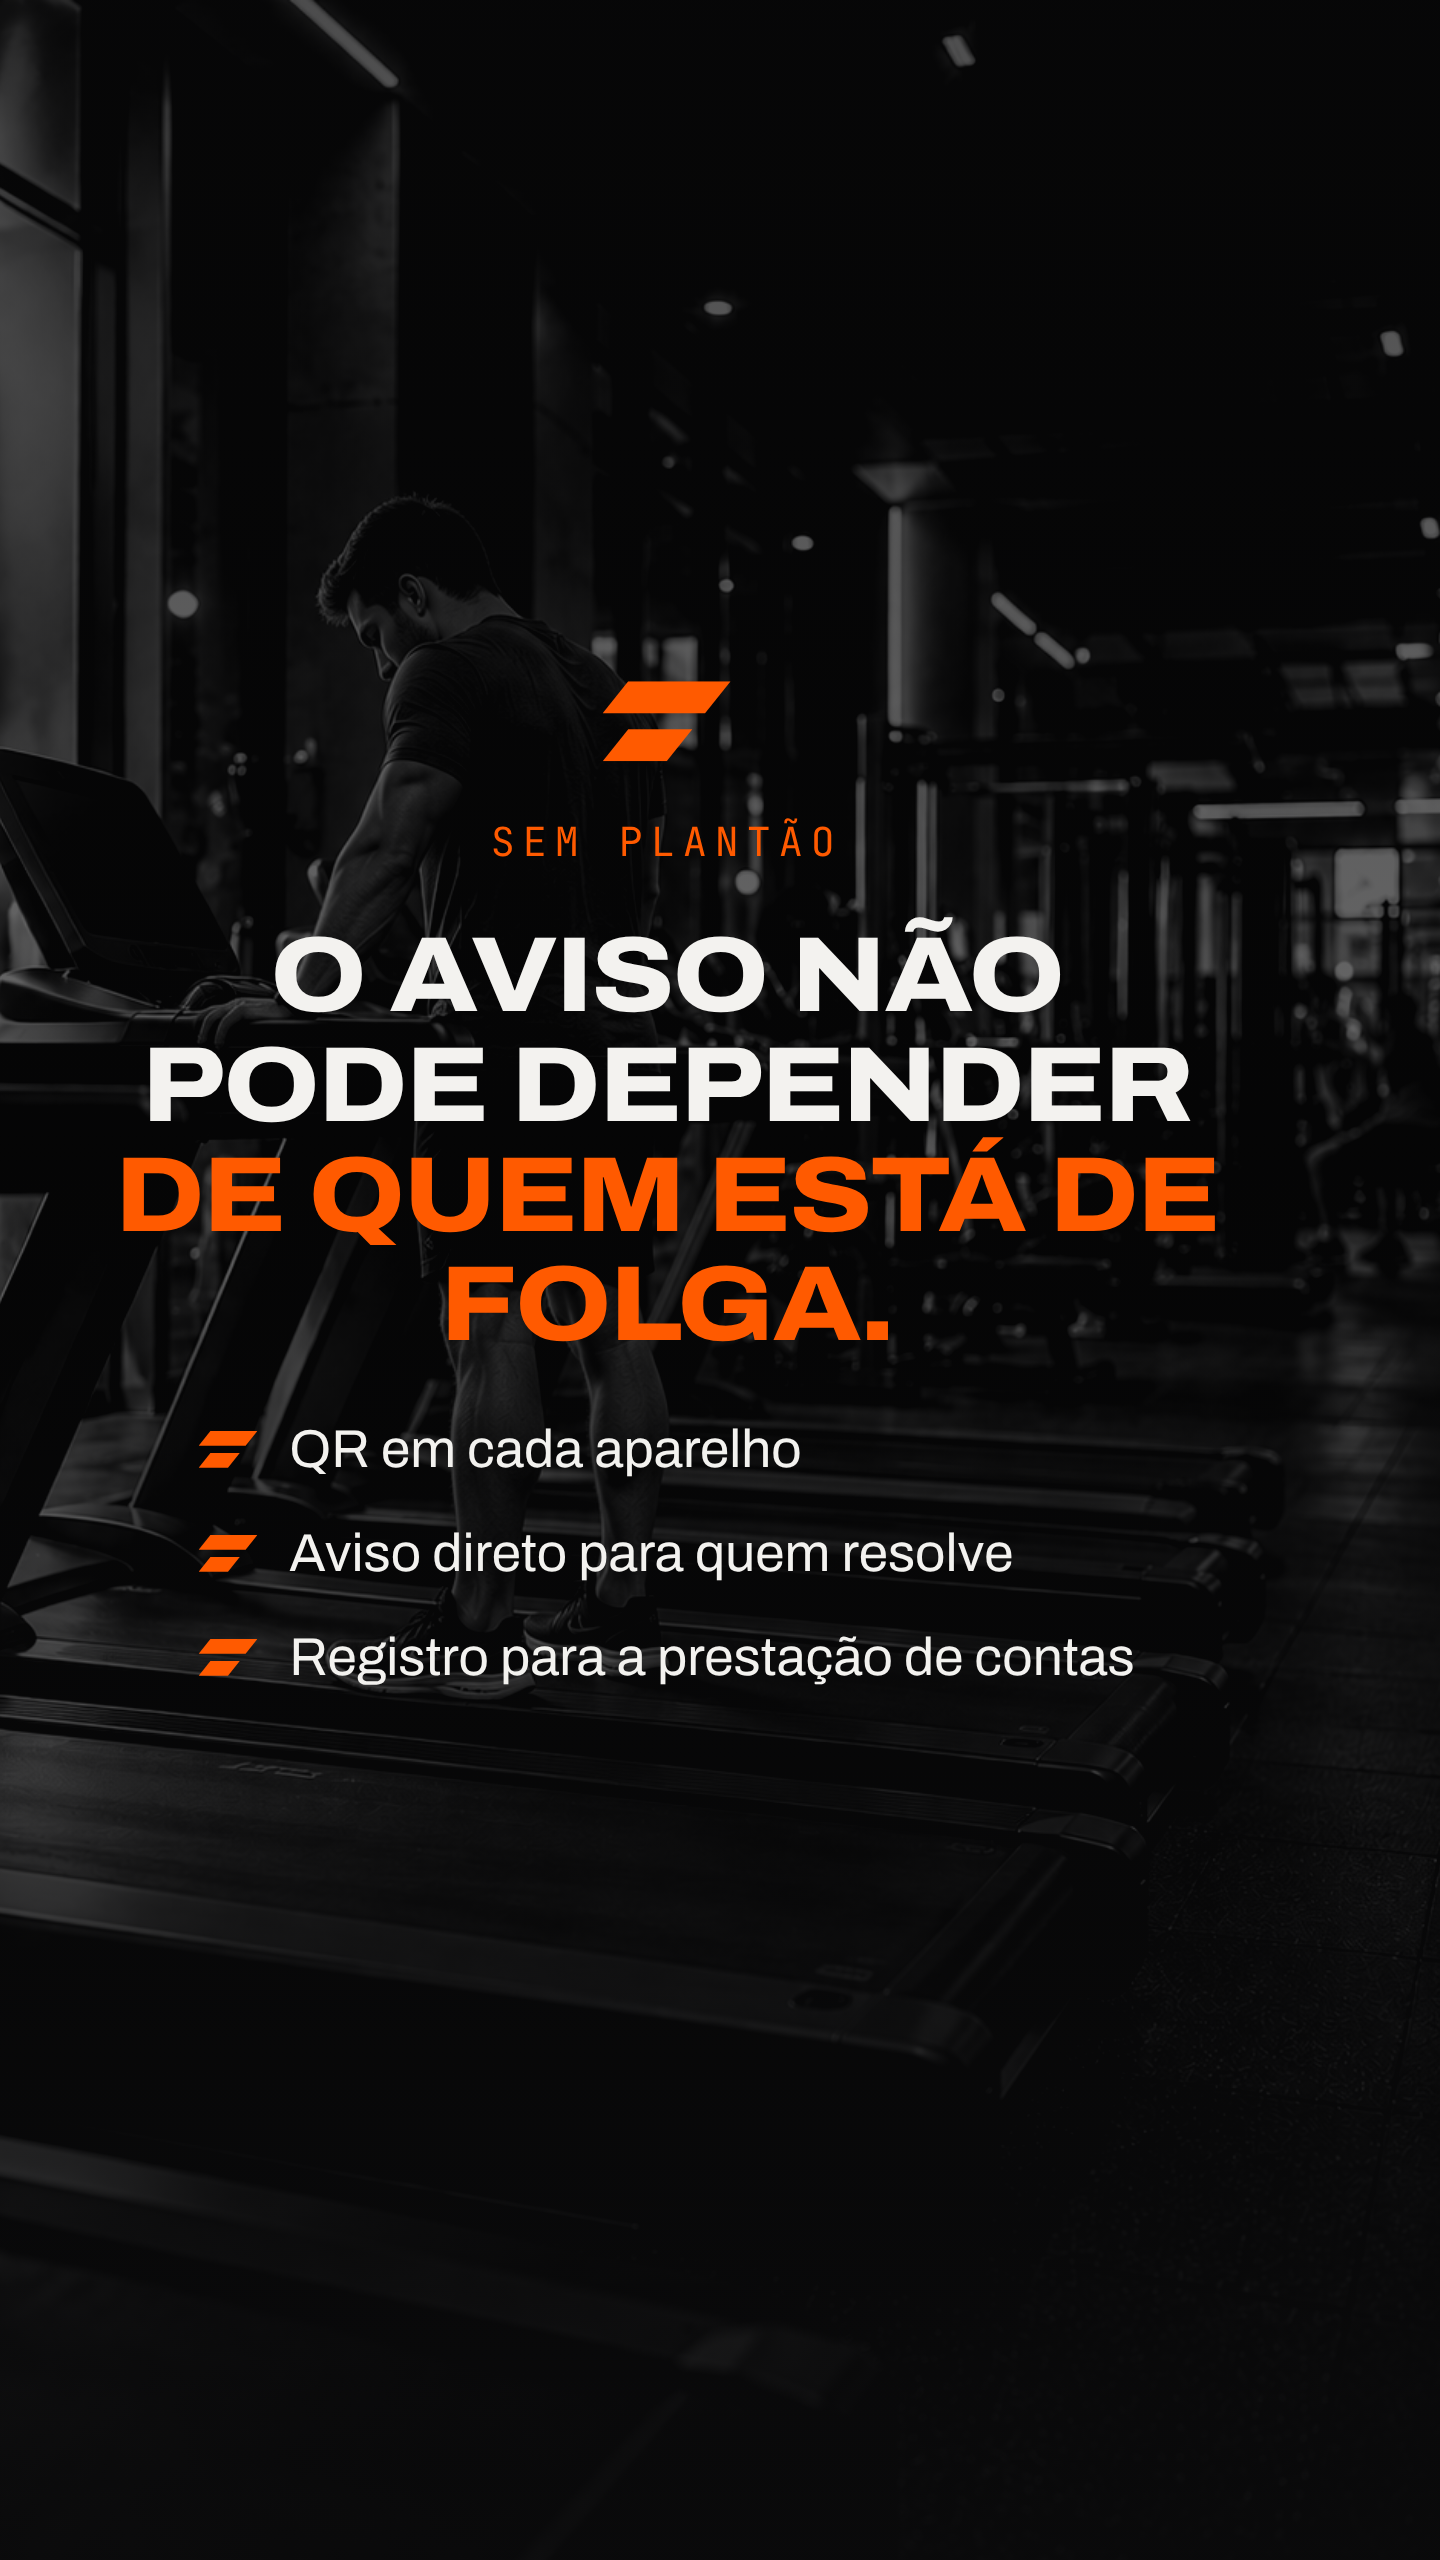 SEM PLANTÃO
O AVISO NÃO
PODE DEPENDER
DE QUEM ESTÁ DE
FOLGA.
QR em cada aparelho
Aviso direto para quem resolve
Registro para a prestação de contas